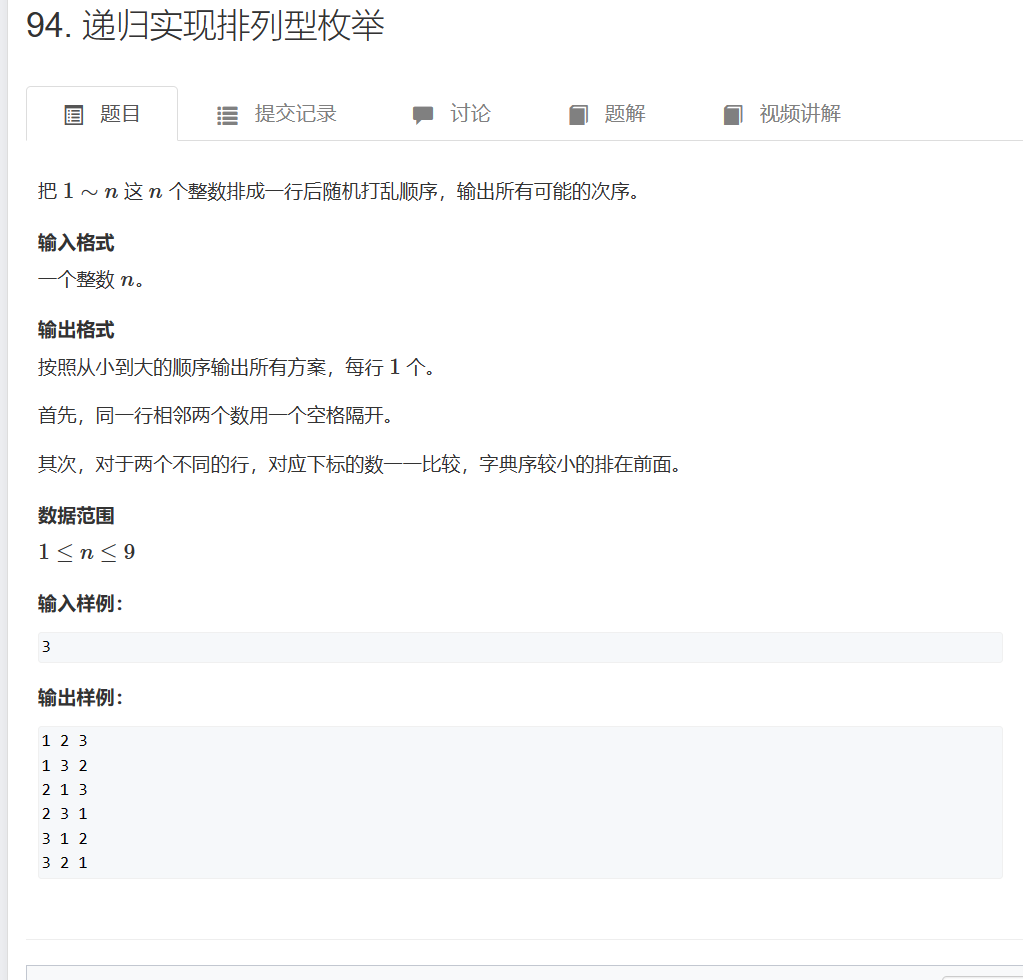 94. 递归实现排列型枚举
题目 提交记录 讨论 题解 视频讲解
把 1 ∼ n 这 n 个整数排成一行后随机打乱顺序，输出所有可能的次序。
输入格式
一个整数 n。
输出格式
按照从小到大的顺序输出所有方案，每行 1 个。
首先，同一行相邻两个数用一个空格隔开。
其次，对于两个不同的行，对应下标的数一一比较，字典序较小的排在前面。
数据范围
1 ≤ n ≤ 9
输入样例：
3
输出样例：
1 2 3
1 3 2
2 1 3
2 3 1
3 1 2
3 2 1